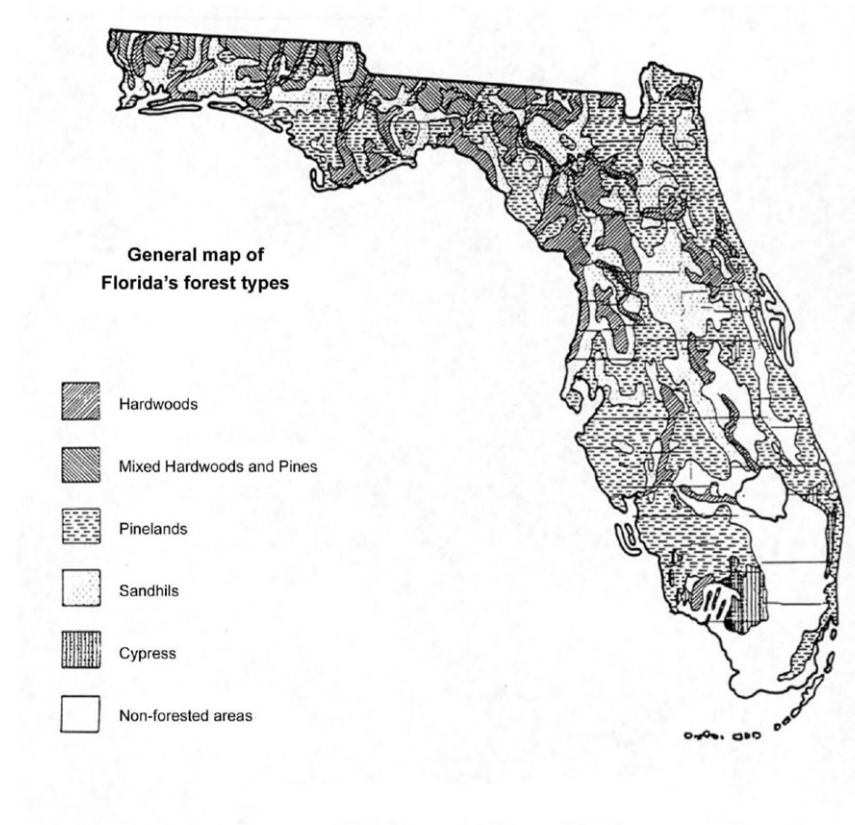 General map of
Florida's forest types
Hardwoods
Mixed Hardwoods and Pines
Pinelands
Sandhils
Cypress
Non-forested areas